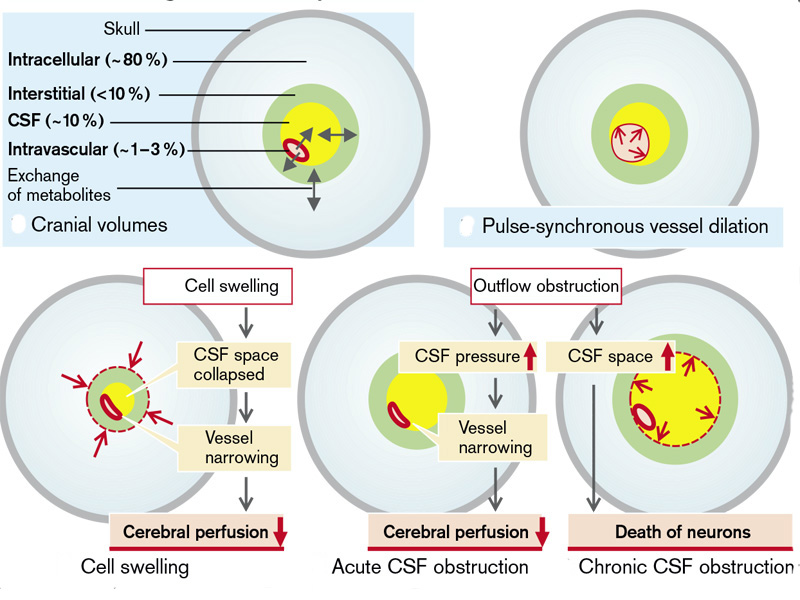 Skull
Intracellular (~80 %)
Interstitial (<10 %)
CSF (~10 %)
Intravascular (~1–3 %)
Exchange
of metabolites
Cranial volumes
Pulse-synchronous vessel dilation
Cell swelling
CSF space
collapsed
Vessel
narrowing
Cerebral perfusion
Cell swelling
Outflow obstruction
CSF pressure
Vessel
narrowing
Cerebral perfusion
Acute CSF obstruction
CSF space
Death of neurons
Chronic CSF obstruction